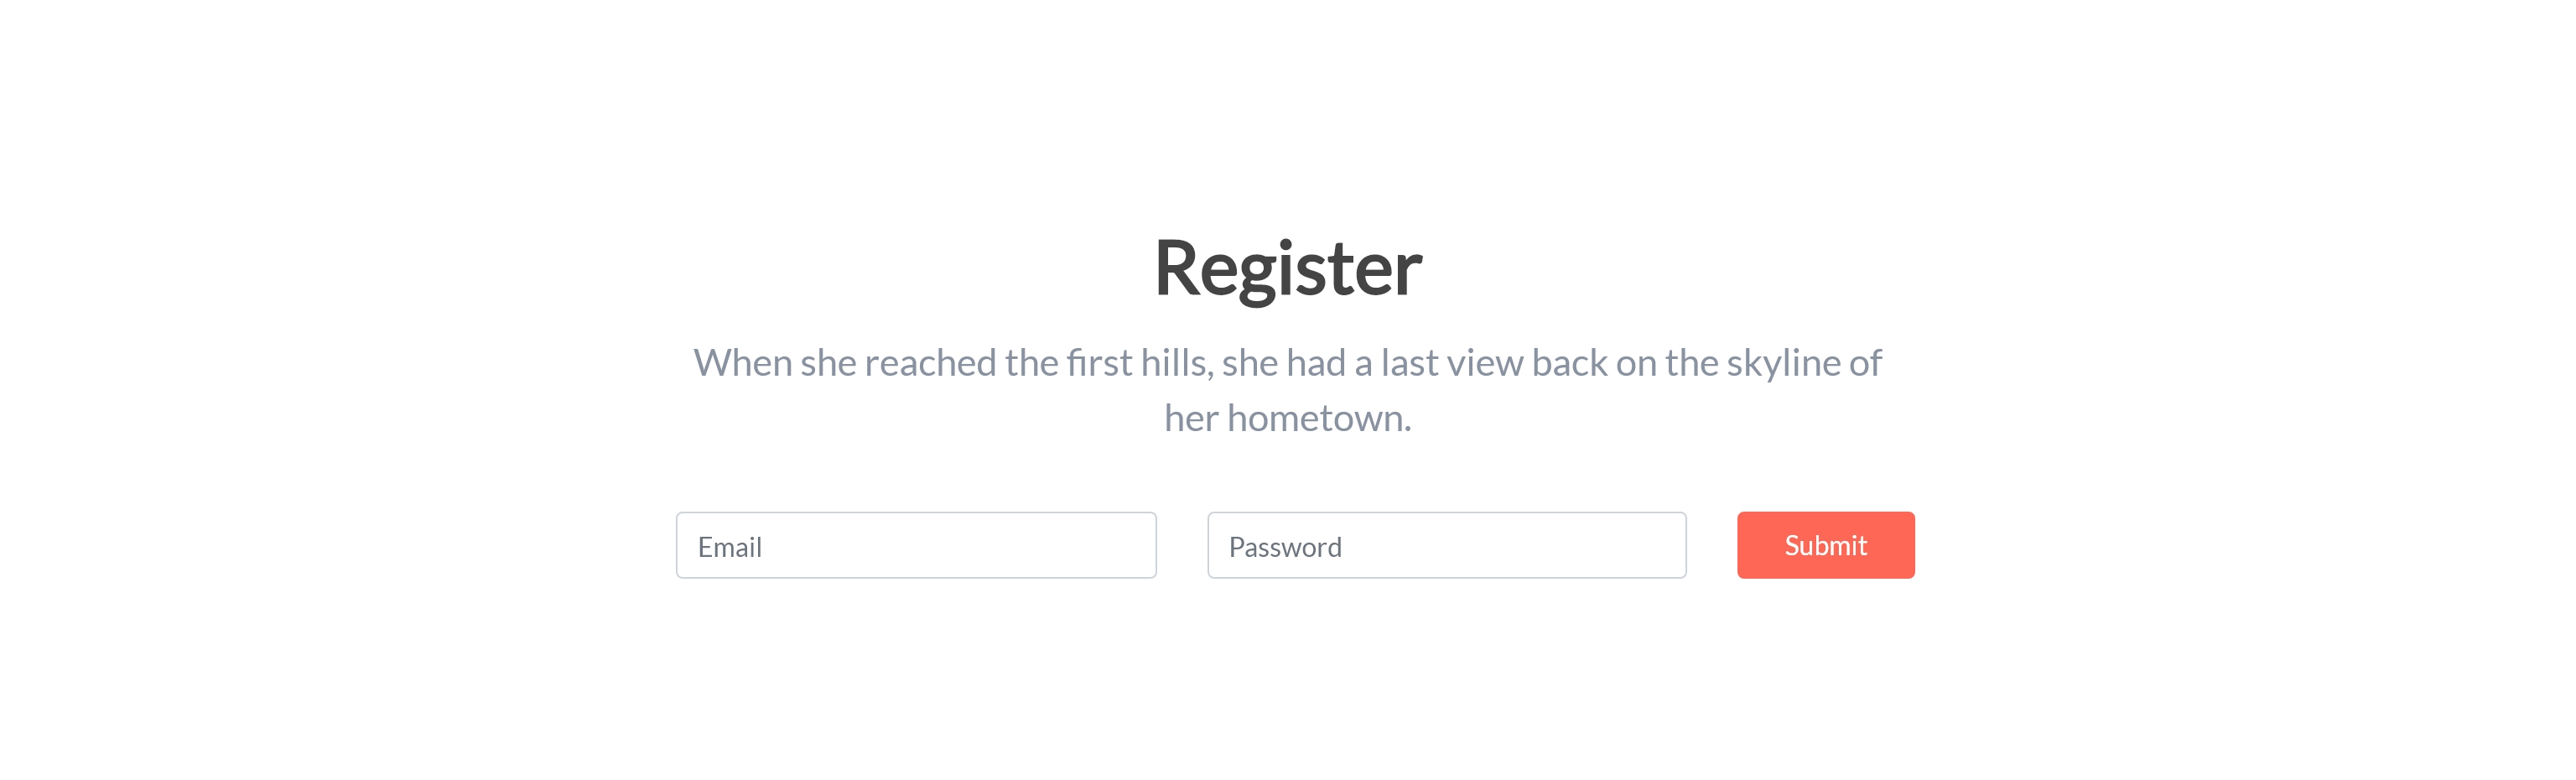 Register
When she reached the first hills, she had a last view back on the skyline of
her hometown.
Email
Password
Submit